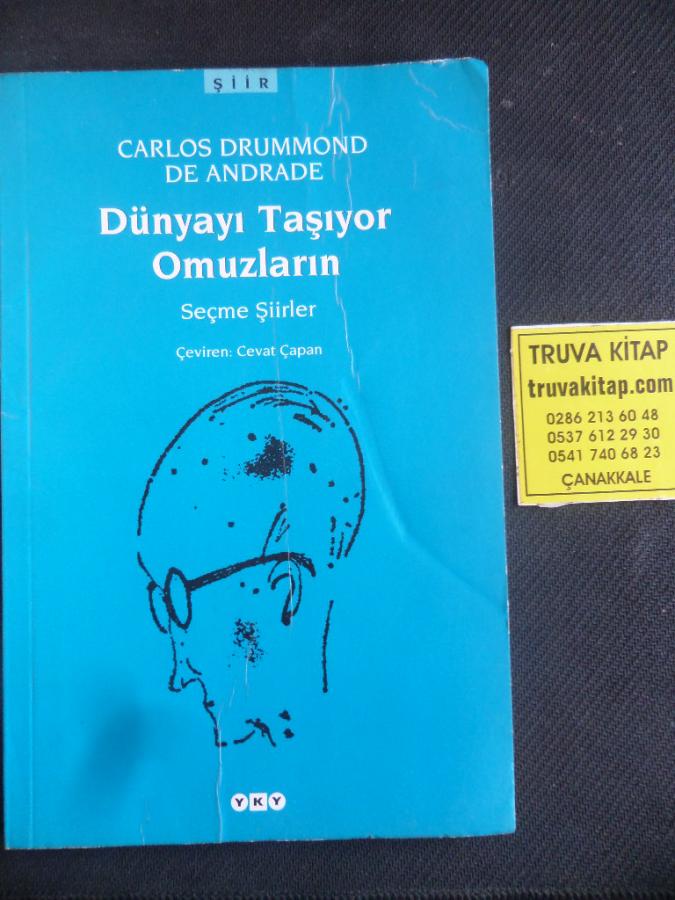 ŞİİR
CARLOS DRUMMOND
DE ANDRADE
Dünyayı Taşıyor
Omuzların
Seçme Şiirler
Çeviren: Cevat Çapan
YKY
TRUVA KİTAP
truvakitap.com
0286 213 60 48
0537 612 29 30
0541 740 68 23
ÇANAKKALE